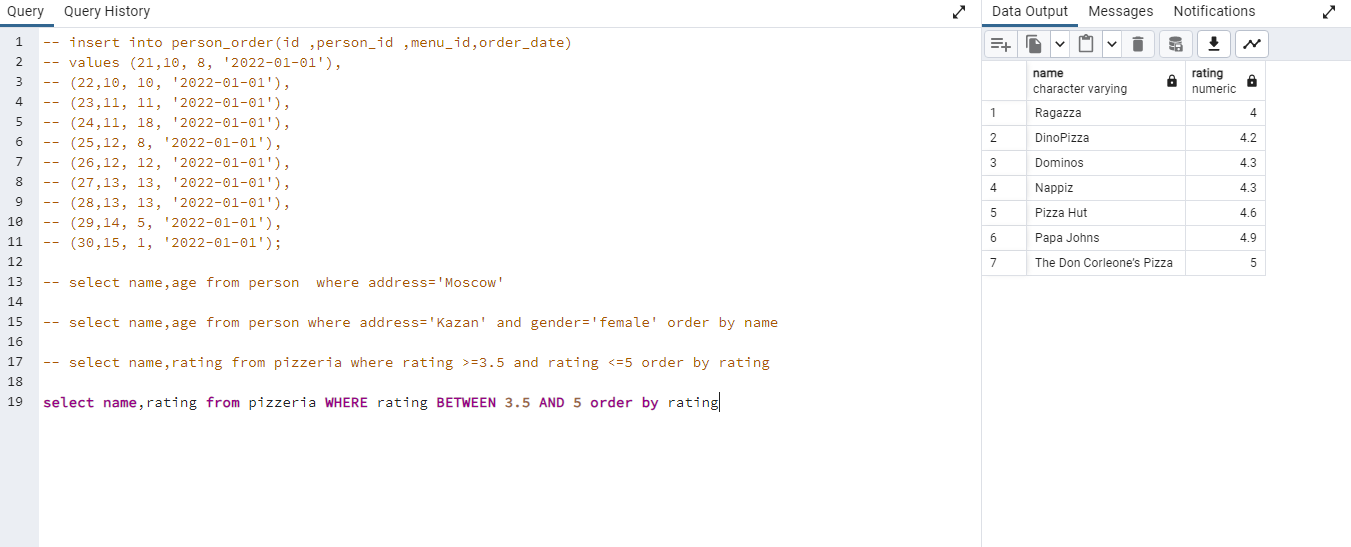 Query Query History
1 -- insert into person_order(id ,person_id ,menu_id,order_date)
2 -- values (21,10, 8, '2022-01-01'),
3 -- (22,10, 10, '2022-01-01'),
4 -- (23,11, 11, '2022-01-01'),
5 -- (24,11, 18, '2022-01-01'),
6 -- (25,12, 8, '2022-01-01'),
7 -- (26,12, 12, '2022-01-01'),
8 -- (27,13, 13, '2022-01-01'),
9 -- (28,13, 13, '2022-01-01'),
10 -- (29,14, 5, '2022-01-01'),
11 -- (30,15, 1, '2022-01-01');
12
13 -- select name,age from person  where address='Moscow'
14
15 -- select name,age from person where address='Kazan' and gender='female' order by name
16
17 -- select name,rating from pizzeria where rating >=3.5 and rating <=5 order by rating
18
19 select name,rating from pizzeria WHERE rating BETWEEN 3.5 AND 5 order by rating
Data Output Messages Notifications
name rating
character varying numeric
1 Ragazza 4
2 DinoPizza 4.2
3 Dominos 4.3
4 Nappiz 4.3
5 Pizza Hut 4.6
6 Papa Johns 4.9
7 The Don Corleone's Pizza 5